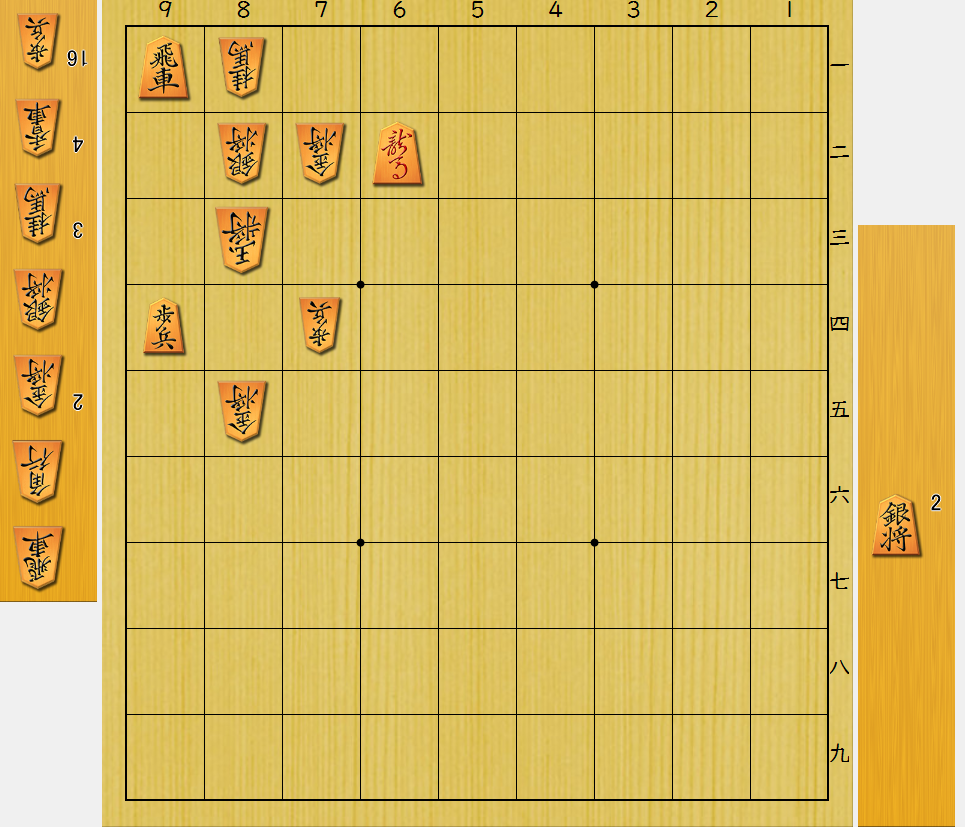 9 8 7 6 5 4 3 2 1
一
二
三
四
五
六
七
八
九
歩兵 16
香車 4
桂馬 3
銀将
金将 2
角行
飛車
飛車 桂馬
銀将 金将 龍馬
玉将
歩兵 歩兵
金将
銀将 2